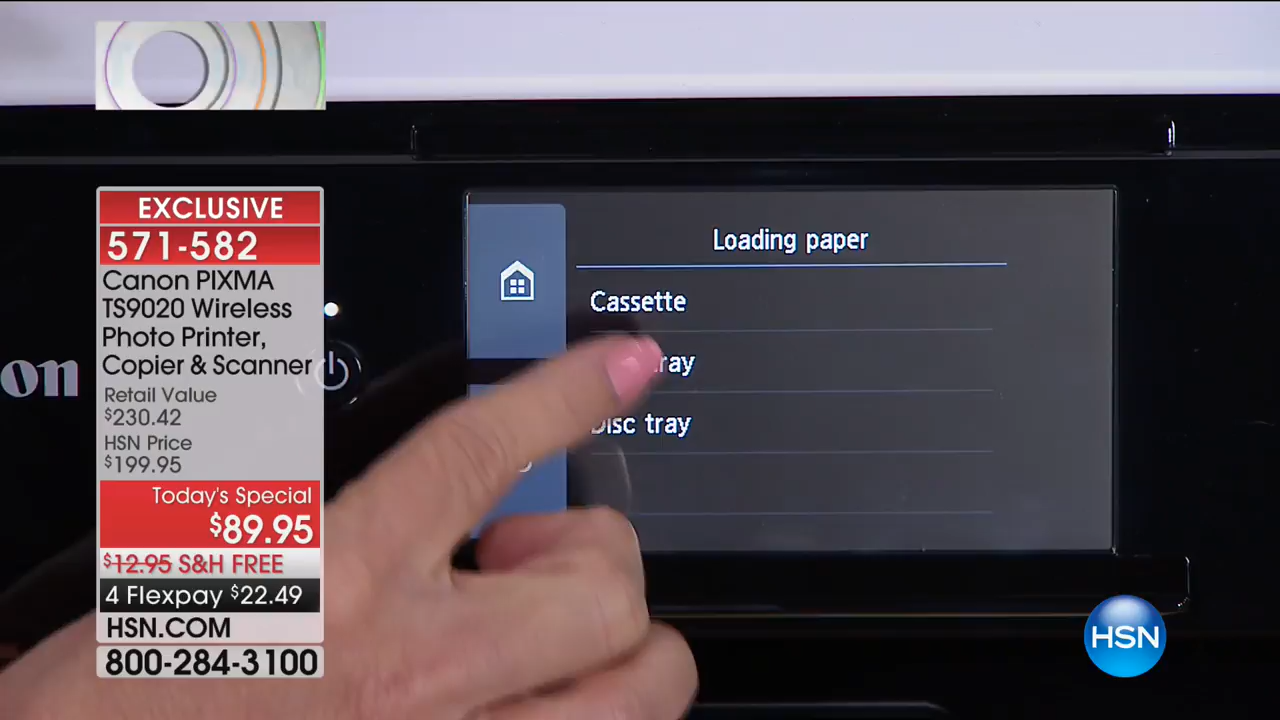 EXCLUSIVE
571-582
Canon PIXMA
TS9020 Wireless
Photo Printer,
Copier & Scanner
Retail Value
$230.42
HSN Price
$199.95
Today's Special
$89.95
$12.95 S&H FREE
4 Flexpay $22.49
HSN.COM
800-284-3100
on
Loading paper
Cassette
tray
Disc tray
HSN